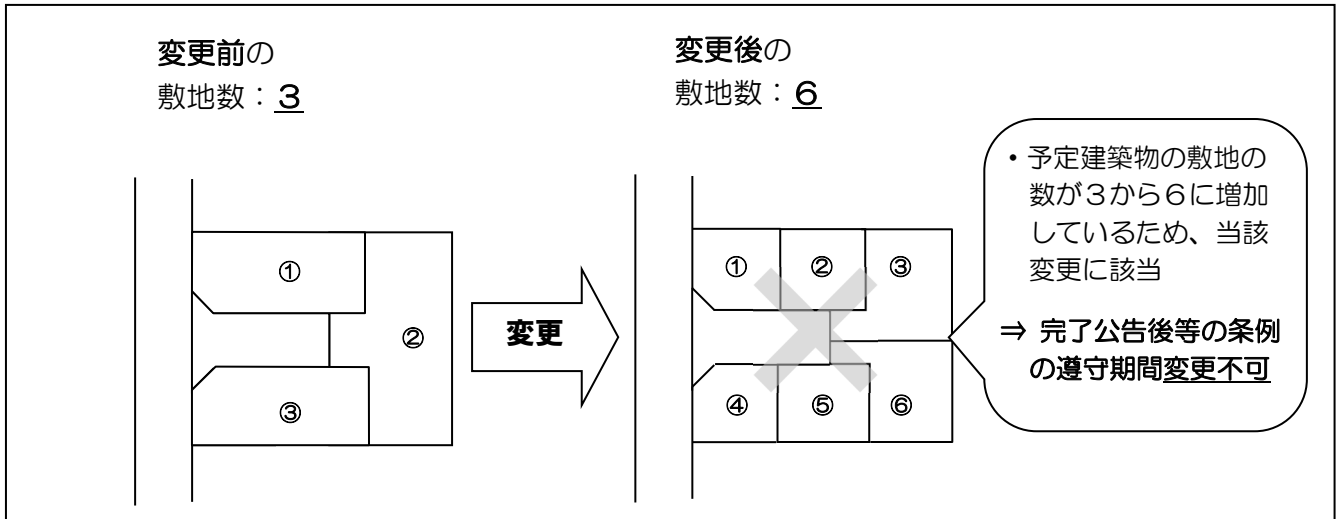 変更前の
敷地数：３
変更後の
敷地数：６
・予定建築物の敷地の
数が３から６に増加
しているため、当該
変更に該当
⇒ 完了公告後等の条例
の遵守期間変更不可
①
②
③
変更
①
②
③
④
⑤
⑥